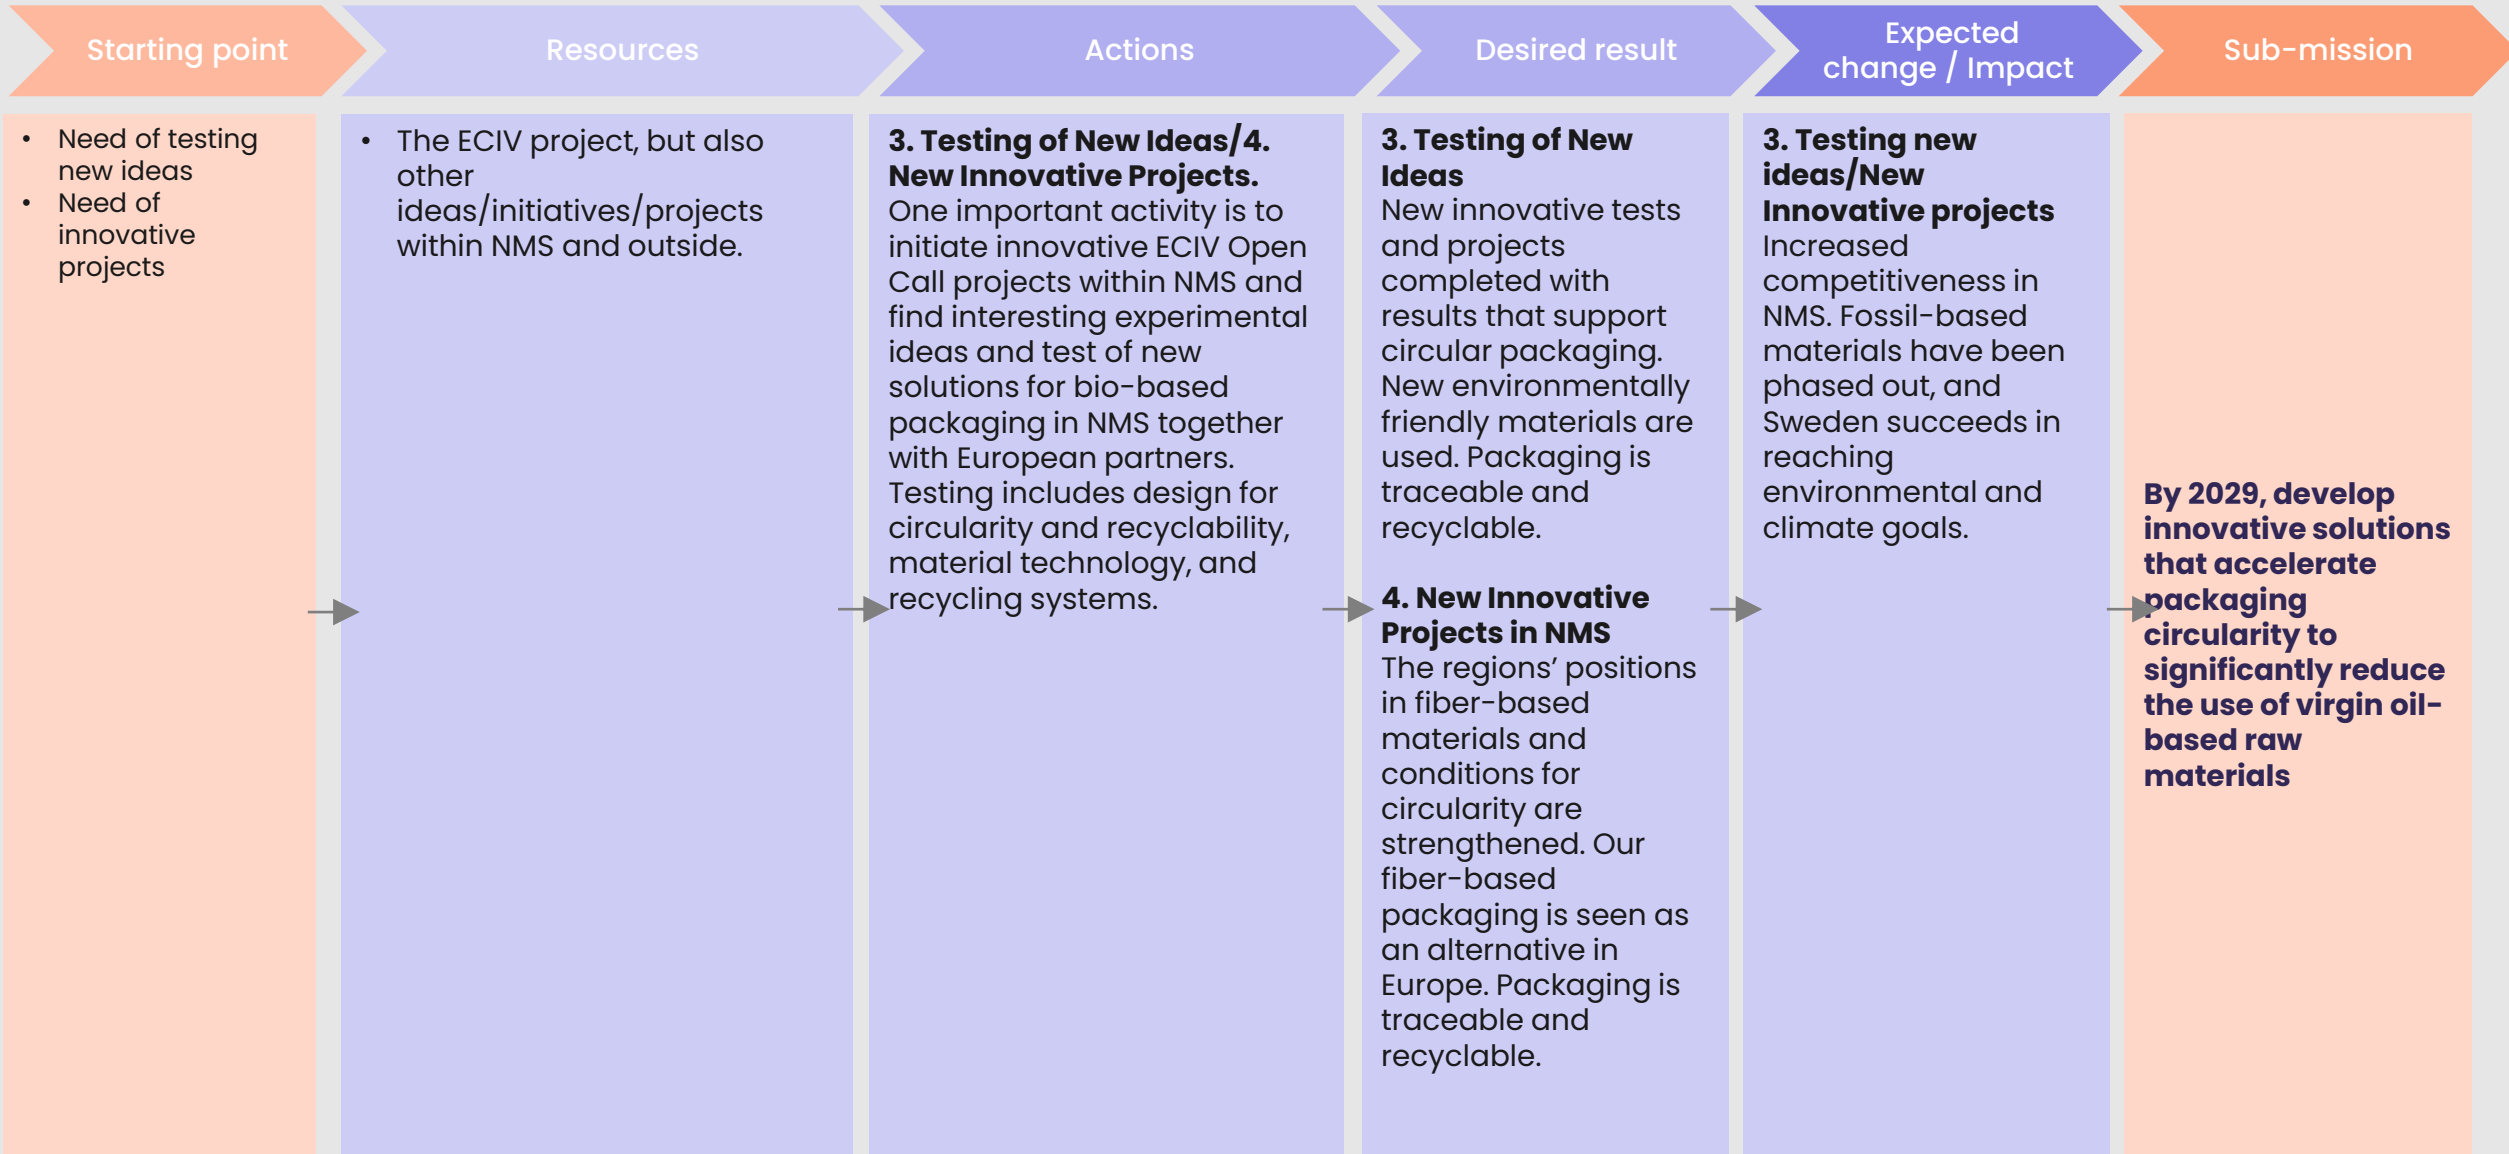 Starting point
Resources
Actions
Desired result
Expected
change / Impact
Sub-mission
• Need of testing
new ideas
• Need of
innovative
projects
• The ECIV project, but also
other
ideas/initiatives/projects
within NMS and outside.
3. Testing of New Ideas/4.
New Innovative Projects.
One important activity is to
initiate innovative ECIV Open
Call projects within NMS and
find interesting experimental
ideas and test of new
solutions for bio-based
packaging in NMS together
with European partners.
Testing includes design for
circularity and recyclability,
material technology, and
recycling systems.
3. Testing of New
Ideas
New innovative tests
and projects
completed with
results that support
circular packaging.
New environmentally
friendly materials are
used. Packaging is
traceable and
recyclable.
4. New Innovative
Projects in NMS
The regions’ positions
in fiber-based
materials and
conditions for
circularity are
strengthened. Our
fiber-based
packaging is seen as
an alternative in
Europe. Packaging is
traceable and
recyclable.
3. Testing new
ideas/New
Innovative projects
Increased
competitiveness in
NMS. Fossil-based
materials have been
phased out, and
Sweden succeeds in
reaching
environmental and
climate goals.
By 2029, develop
innovative solutions
that accelerate
packaging
circularity to
significantly reduce
the use of virgin oil-
based raw
materials